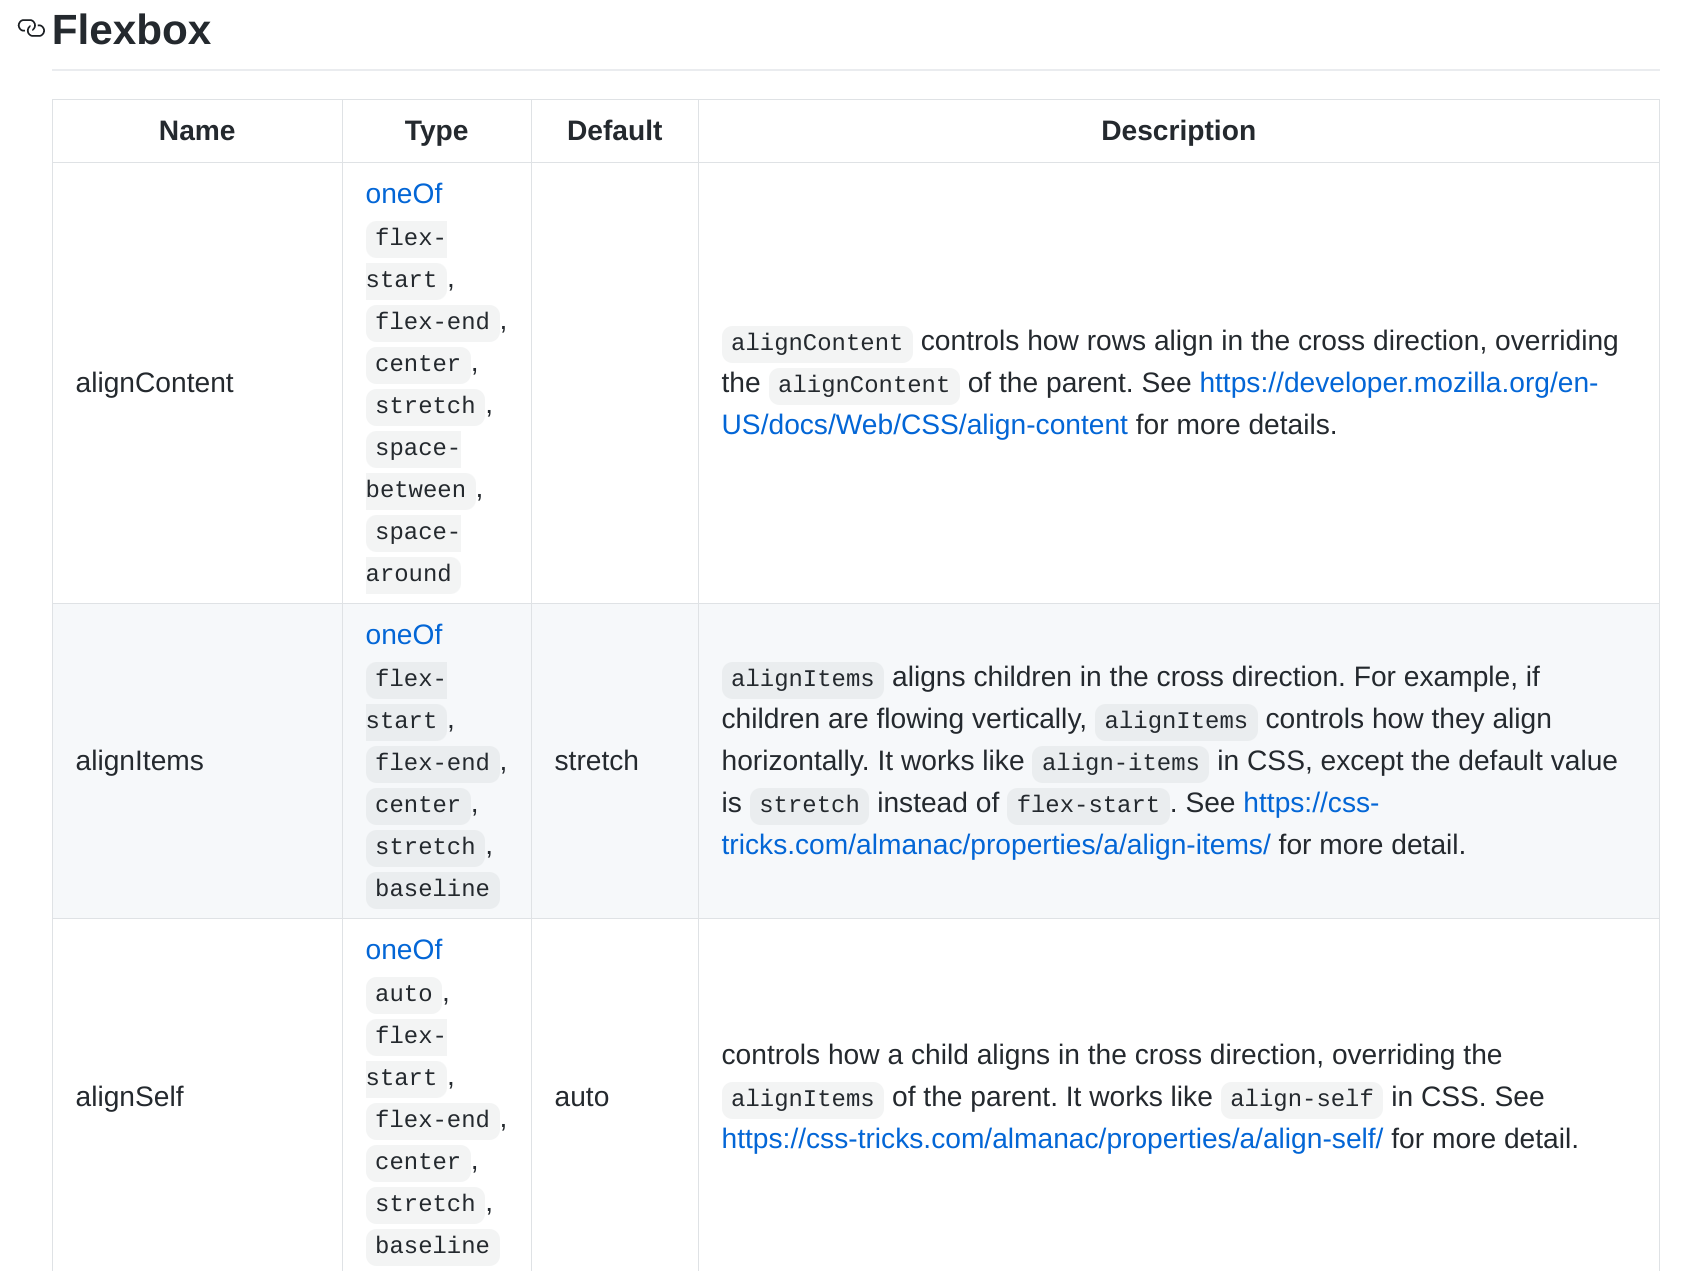 Flexbox
Name Type Default Description
alignContent
oneOf
flex-
start,
flex-end,
center,
stretch,
space-
between,
space-
around
alignContent controls how rows align in the cross direction, overriding
the alignContent of the parent. See https://developer.mozilla.org/en-
US/docs/Web/CSS/align-content for more details.
alignItems
oneOf
flex-
start,
flex-end,
center,
stretch,
baseline
stretch
alignItems aligns children in the cross direction. For example, if
children are flowing vertically, alignItems controls how they align
horizontally. It works like align-items in CSS, except the default value
is stretch instead of flex-start. See https://css-
tricks.com/almanac/properties/a/align-items/ for more detail.
alignSelf
oneOf
auto,
flex-
start,
flex-end,
center,
stretch,
baseline
auto
controls how a child aligns in the cross direction, overriding the
alignItems of the parent. It works like align-self in CSS. See
https://css-tricks.com/almanac/properties/a/align-self/ for more detail.